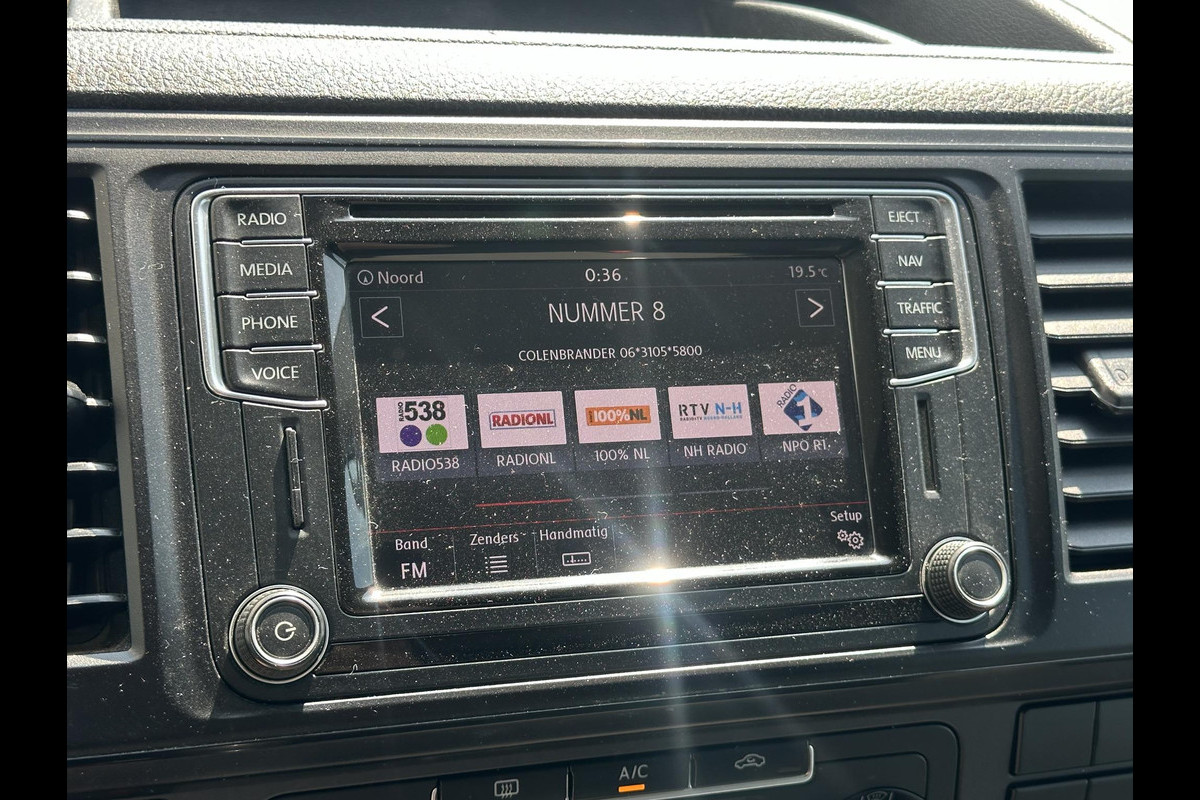 RADIO
MEDIA
PHONE
VOICE
EJECT
NAV
TRAFFIC
MENU
Noord 0:36 19.5°C
< NUMMER 8 >
COLENBRANDER 06*3105*5800
RADIO 538
RADIONL
100%NL
RTV N-H
RADIO 1
RADIO538 RADIONL 100% NL NH RADIO NPO R1
Band Zenders Handmatig Setup
FM
A/C